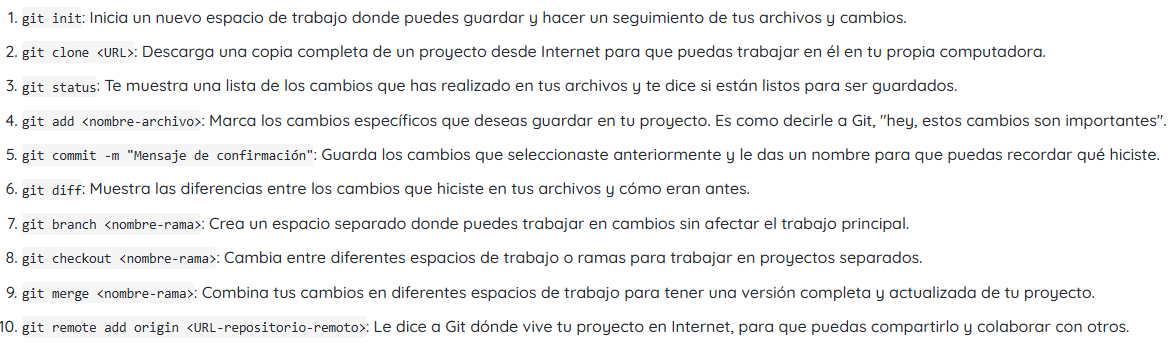 1. git init: Inicia un nuevo espacio de trabajo donde puedes guardar y hacer un seguimiento de tus archivos y cambios.
2. git clone <URL>: Descarga una copia completa de un proyecto desde Internet para que puedas trabajar en él en tu propia computadora.
3. git status: Te muestra una lista de los cambios que has realizado en tus archivos y te dice si están listos para ser guardados.
4. git add <nombre-archivo>: Marca los cambios específicos que deseas guardar en tu proyecto. Es como decirle a Git, "hey, estos cambios son importantes".
5. git commit -m "Mensaje de confirmación": Guarda los cambios que seleccionaste anteriormente y le das un nombre para que puedas recordar qué hiciste.
6. git diff: Muestra las diferencias entre los cambios que hiciste en tus archivos y cómo eran antes.
7. git branch <nombre-rama>: Crea un espacio separado donde puedes trabajar en cambios sin afectar el trabajo principal.
8. git checkout <nombre-rama>: Cambia entre diferentes espacios de trabajo o ramas para trabajar en proyectos separados.
9. git merge <nombre-rama>: Combina tus cambios en diferentes espacios de trabajo para tener una versión completa y actualizada de tu proyecto.
10. git remote add origin <URL-repositorio-remoto>: Le dice a Git dónde vive tu proyecto en Internet, para que puedas compartirlo y colaborar con otros.